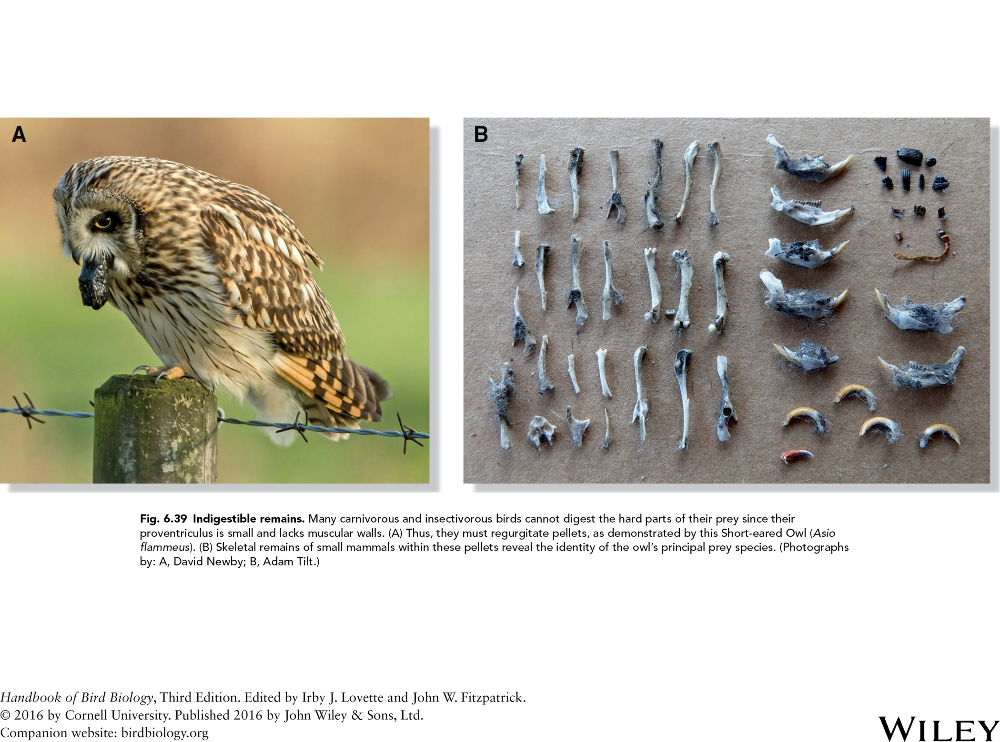 A
B
Fig. 6.39 Indigestible remains. Many carnivorous and insectivorous birds cannot digest the hard parts of their prey since their
proventriculus is small and lacks muscular walls. (A) Thus, they must regurgitate pellets, as demonstrated by this Short-eared Owl (Asio
flammeus). (B) Skeletal remains of small mammals within these pellets reveal the identity of the owl’s principal prey species. (Photographs
by: A, David Newby; B, Adam Tilt.)
Handbook of Bird Biology, Third Edition. Edited by Irby J. Lovette and John W. Fitzpatrick.
© 2016 by Cornell University. Published 2016 by John Wiley & Sons, Ltd.
Companion website: birdbiology.org
WILEY